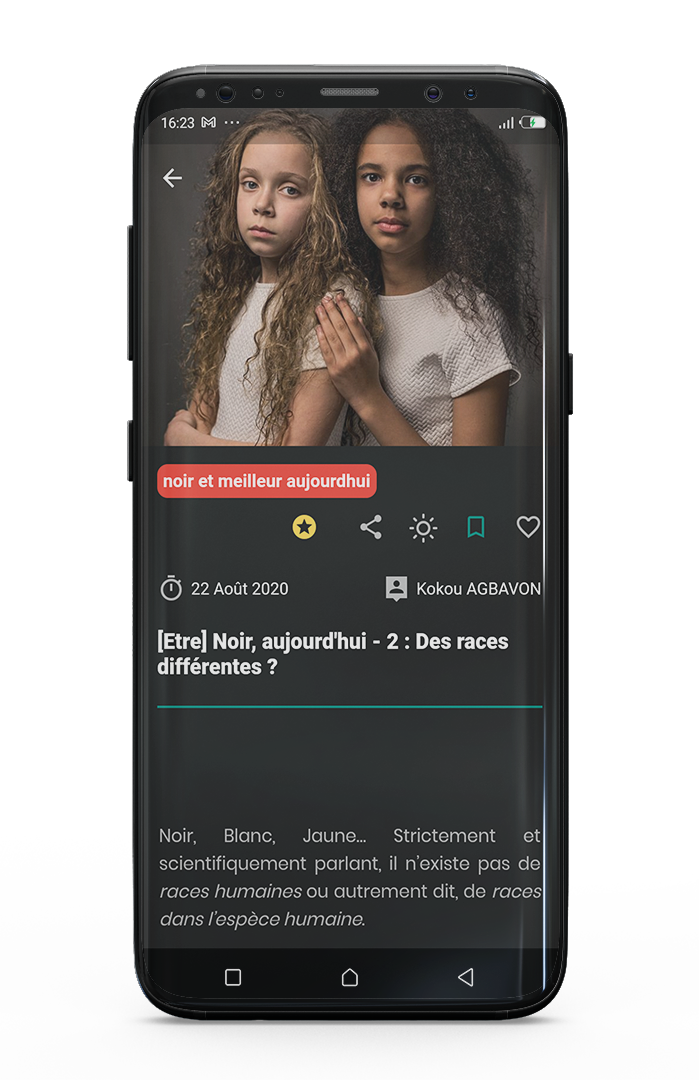 16:23
noir et meilleur aujourdhui
22 Août 2020 Kokou AGBAVON
[Etre] Noir, aujourd'hui - 2 : Des races
différentes ?
Noir, Blanc, Jaune... Strictement et
scientifiquement parlant, il n'existe pas de
races humaines ou autrement dit, de races
dans l'espèce humaine.